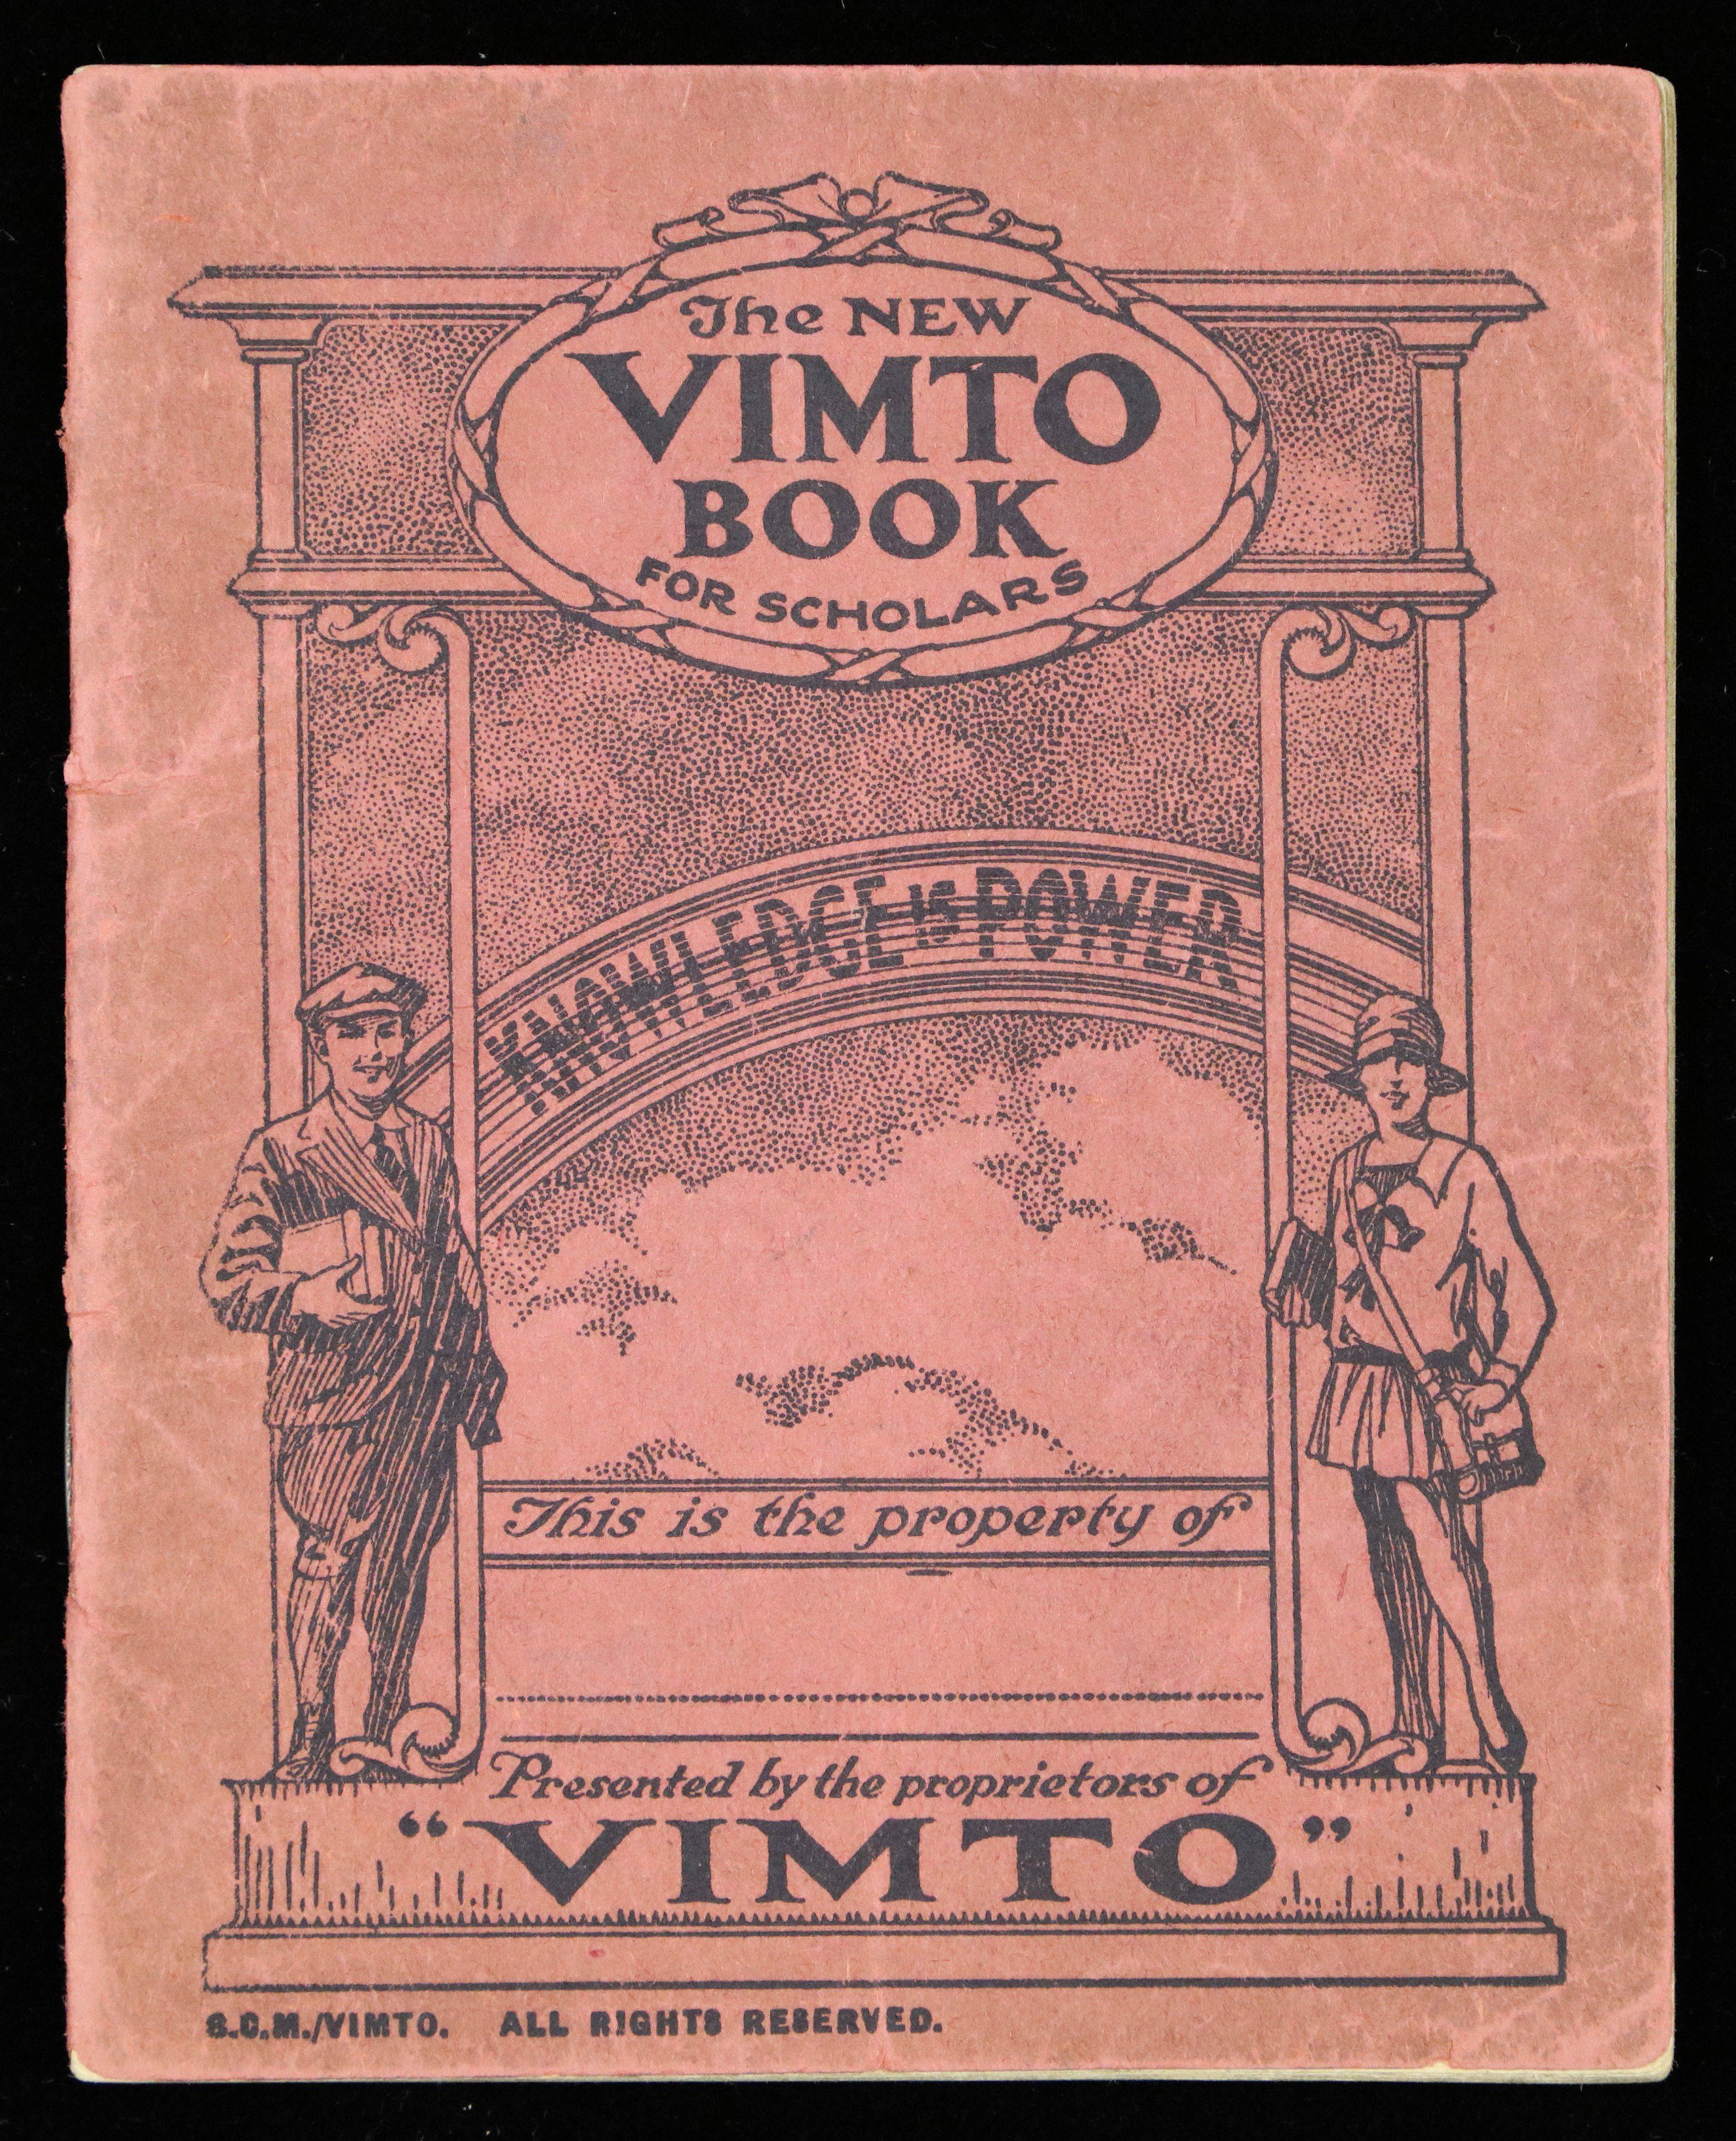 The NEW
VIMTO
BOOK
FOR SCHOLARS
KNOWLEDGE IS POWER
This is the property of
Presented by the proprietors of
“VIMTO”
S.C.M./VIMTO. ALL RIGHTS RESERVED.